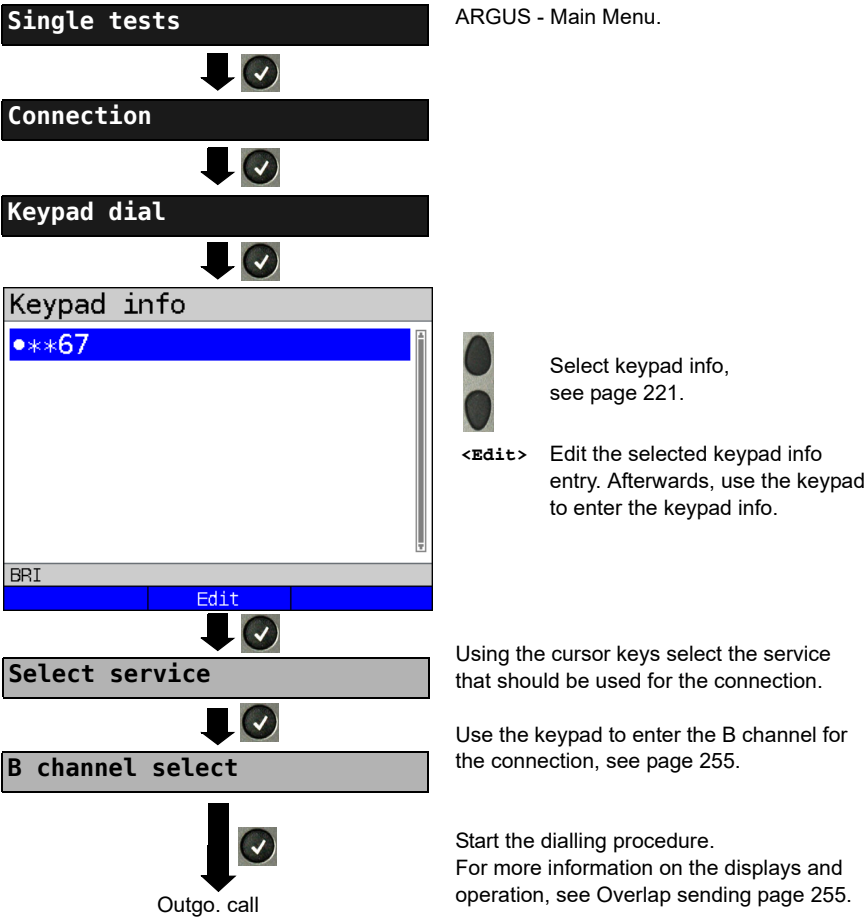 Single tests
ARGUS - Main Menu.
Connection
Keypad dial
Keypad info
●**67
BRI
Edit
Select keypad info,
see page 221.
<Edit> Edit the selected keypad info
entry. Afterwards, use the keypad
to enter the keypad info.
Select service
Using the cursor keys select the service
that should be used for the connection.
B channel select
Use the keypad to enter the B channel for
the connection, see page 255.
Outgo. call
Start the dialling procedure.
For more information on the displays and
operation, see Overlap sending page 255.